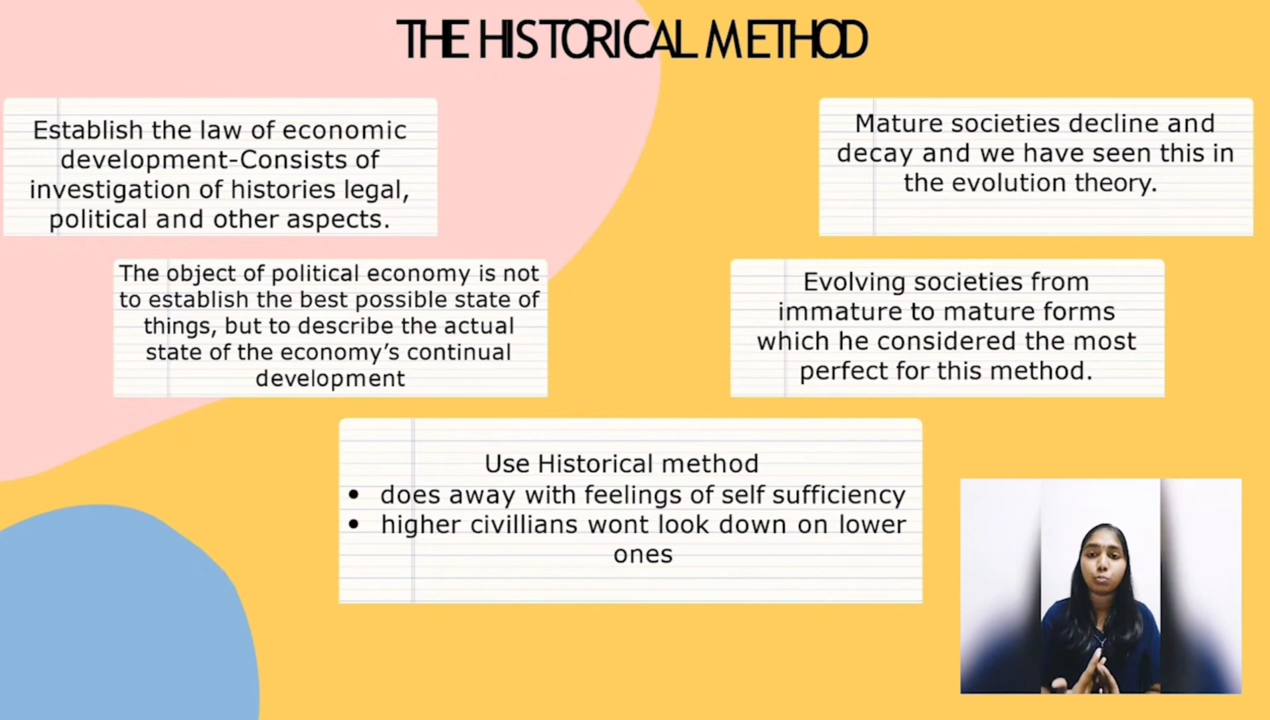 THE HISTORICAL METHOD
Establish the law of economic
development-Consists of
investigation of histories legal,
political and other aspects.
Mature societies decline and
decay and we have seen this in
the evolution theory.
The object of political economy is not
to establish the best possible state of
things, but to describe the actual
state of the economy's continual
development
Evolving societies from
immature to mature forms
which he considered the most
perfect for this method.
Use Historical method
• does away with feelings of self sufficiency
• higher civillians wont look down on lower
ones